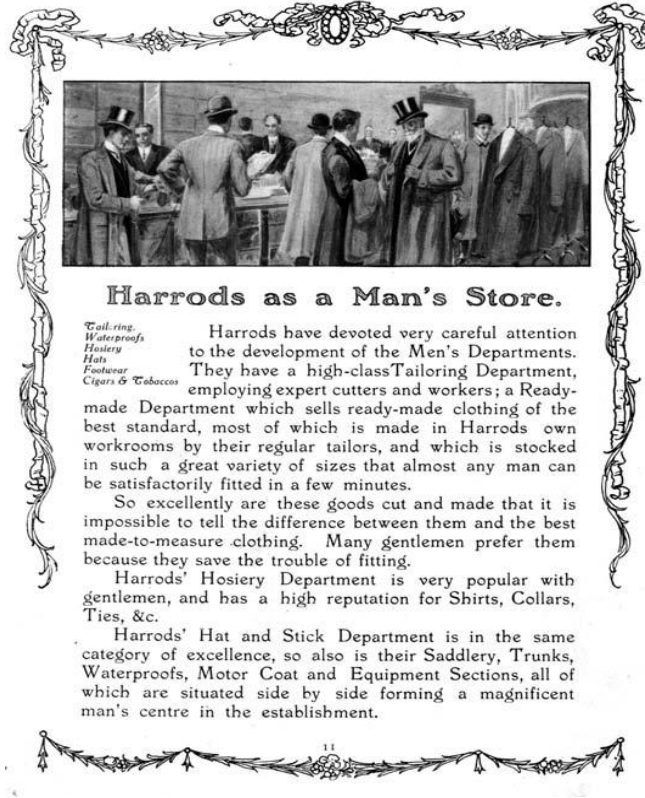 Harrods as a Man's Store.
Tailoring.
Waterproofs
Hosiery
Hats
Footwear
Cigars & Tobaccos
Harrods have devoted very careful attention
to the development of the Men's Departments.
They have a high-class Tailoring Department,
employing expert cutters and workers; a Ready-
made Department which sells ready-made clothing of the
best standard, most of which is made in Harrods own
workrooms by their regular tailors, and which is stocked
in such a great variety of sizes that almost any man can
be satisfactorily fitted in a few minutes.
So excellently are these goods cut and made that it is
impossible to tell the difference between them and the best
made-to-measure clothing. Many gentlemen prefer them
because they save the trouble of fitting.
Harrods' Hosiery Department is very popular with
gentlemen, and has a high reputation for Shirts, Collars,
Ties, &c.
Harrods' Hat and Stick Department is in the same
category of excellence, so also is their Saddlery, Trunks,
Waterproofs, Motor Coat and Equipment Sections, all of
which are situated side by side forming a magnificent
man's centre in the establishment.
11